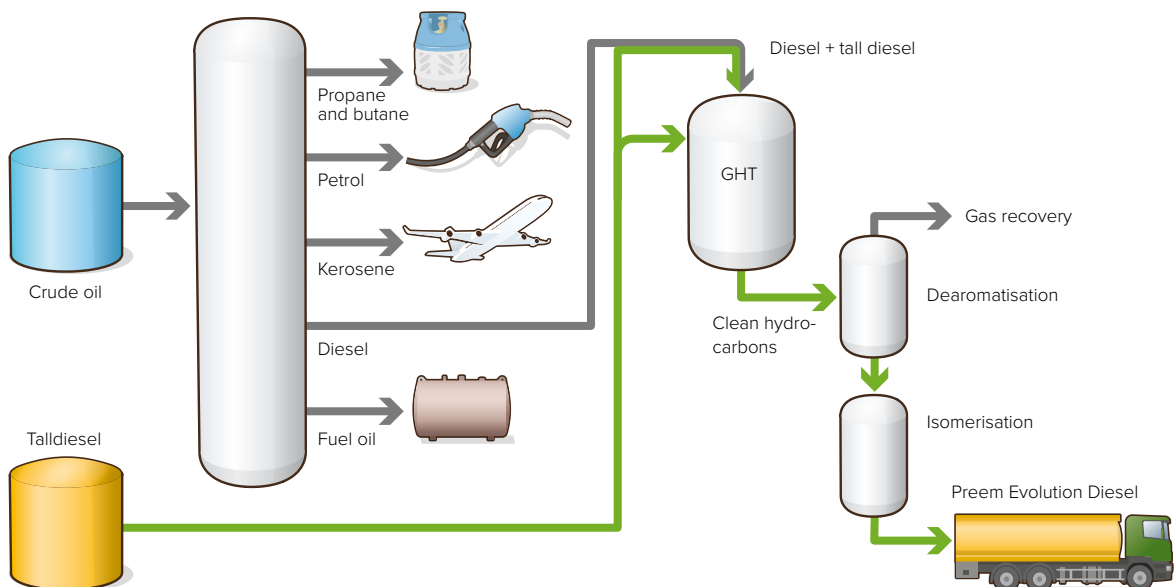 Diesel + tall diesel
Propane
and butane
GHT
Petrol
Gas recovery
Kerosene
Crude oil
Dearomatisation
Clean hydro-
carbons
Diesel
Isomerisation
Talldiesel
Fuel oil
Preem Evolution Diesel